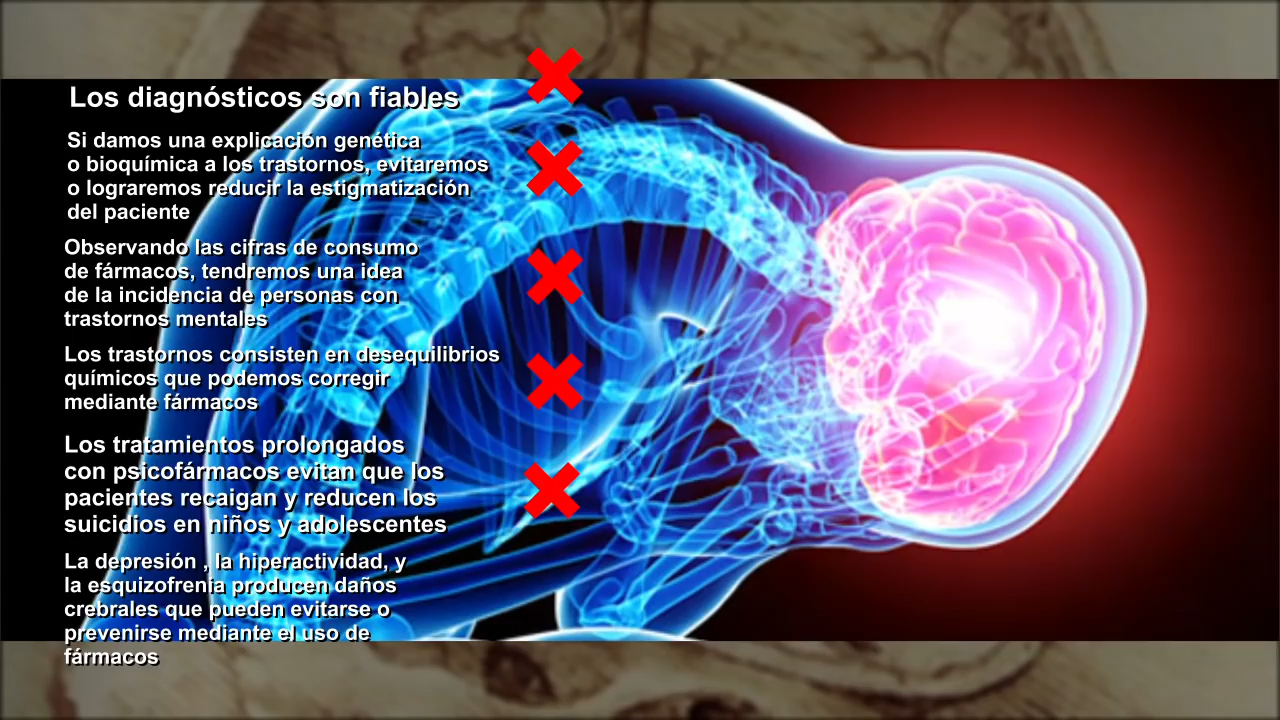 Los diagnósticos son fiables
Si damos una explicación genética
o bioquímica a los trastornos, evitaremos
o lograremos reducir la estigmatización
del paciente
Observando las cifras de consumo
de fármacos, tendremos una idea
de la incidencia de personas con
trastornos mentales
Los trastornos consisten en desequilibrios
químicos que podemos corregir
mediante fármacos
Los tratamientos prolongados
con psicofármacos evitan que los
pacientes recaigan y reducen los
suicidios en niños y adolescentes
La depresión , la hiperactividad, y
la esquizofrenia producen daños
crebrales que pueden evitarse o
prevenirse mediante el uso de
fármacos